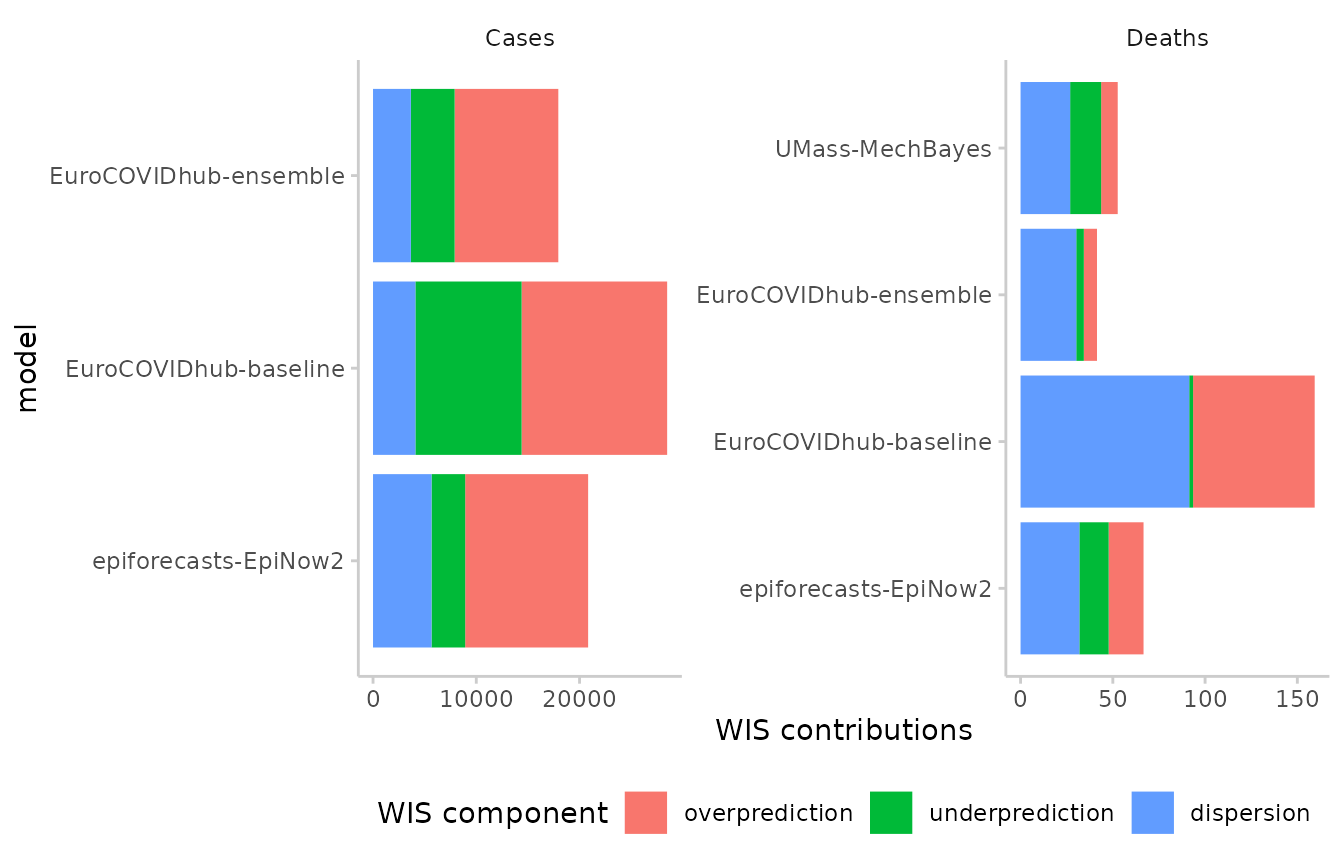 Cases
Deaths
model
EuroCOVIDhub-ensemble
EuroCOVIDhub-baseline
epiforecasts-EpiNow2
0 10000 20000
UMass-MechBayes
EuroCOVIDhub-ensemble
EuroCOVIDhub-baseline
epiforecasts-EpiNow2
0 50 100 150
WIS contributions
WIS component overprediction underprediction dispersion